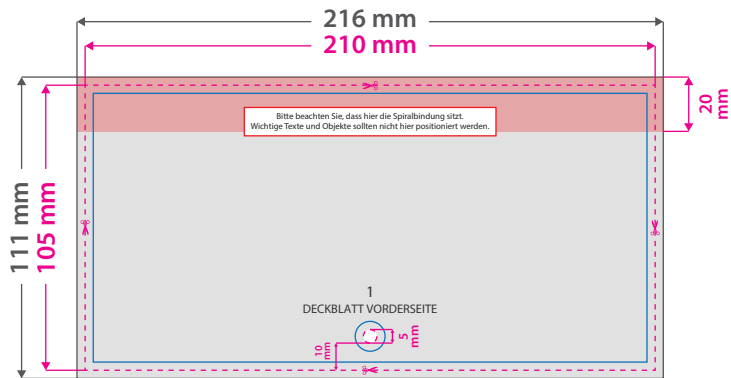 216 mm
210 mm
111 mm
105 mm
20
mm
Bitte beachten Sie, dass hier die Spiralbindung sitzt.
Wichtige Texte und Objekte sollten nicht hier positioniert werden.
1
DECKBLATT VORDERSEITE
10
mm
5
mm